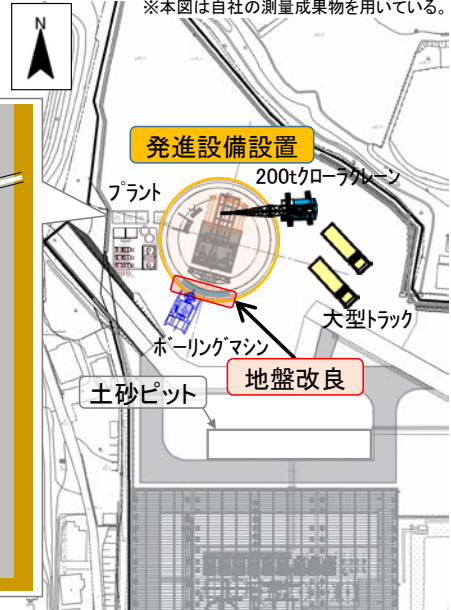 ※本図は自社の測量成果物を用いている。
N
発進設備設置
200tクローラクレーン
プラント
大型トラック
ボーリングマシン
地盤改良
土砂ピット